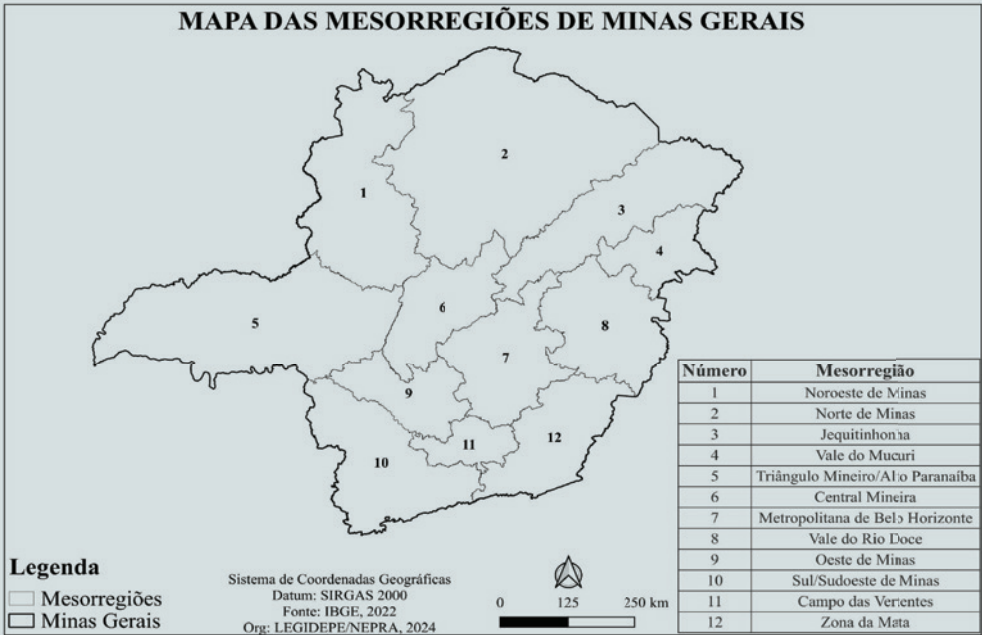 MAPA DAS MESORREGIÕES DE MINAS GERAIS
2
1
3
4
6
5
8
7
9
11
12
10
Número Mesorregião
1 Noroeste de Minas
2 Norte de Minas
3 Jequitinhonha
4 Vale do Mucuri
5 Triângulo Mineiro/Alto Paranaíba
6 Central Mineira
7 Metropolitana de Belo Horizonte
8 Vale do Rio Doce
9 Oeste de Minas
10 Sul/Sudoeste de Minas
11 Campo das Vertentes
12 Zona da Mata
Legenda
Mesorregiões
Minas Gerais
Sistema de Coordenadas Geográficas
Datum: SIRGAS 2000
Fonte: IBGE, 2022
Org: LEGIDEPE/NEPRA, 2024
0 125 250 km